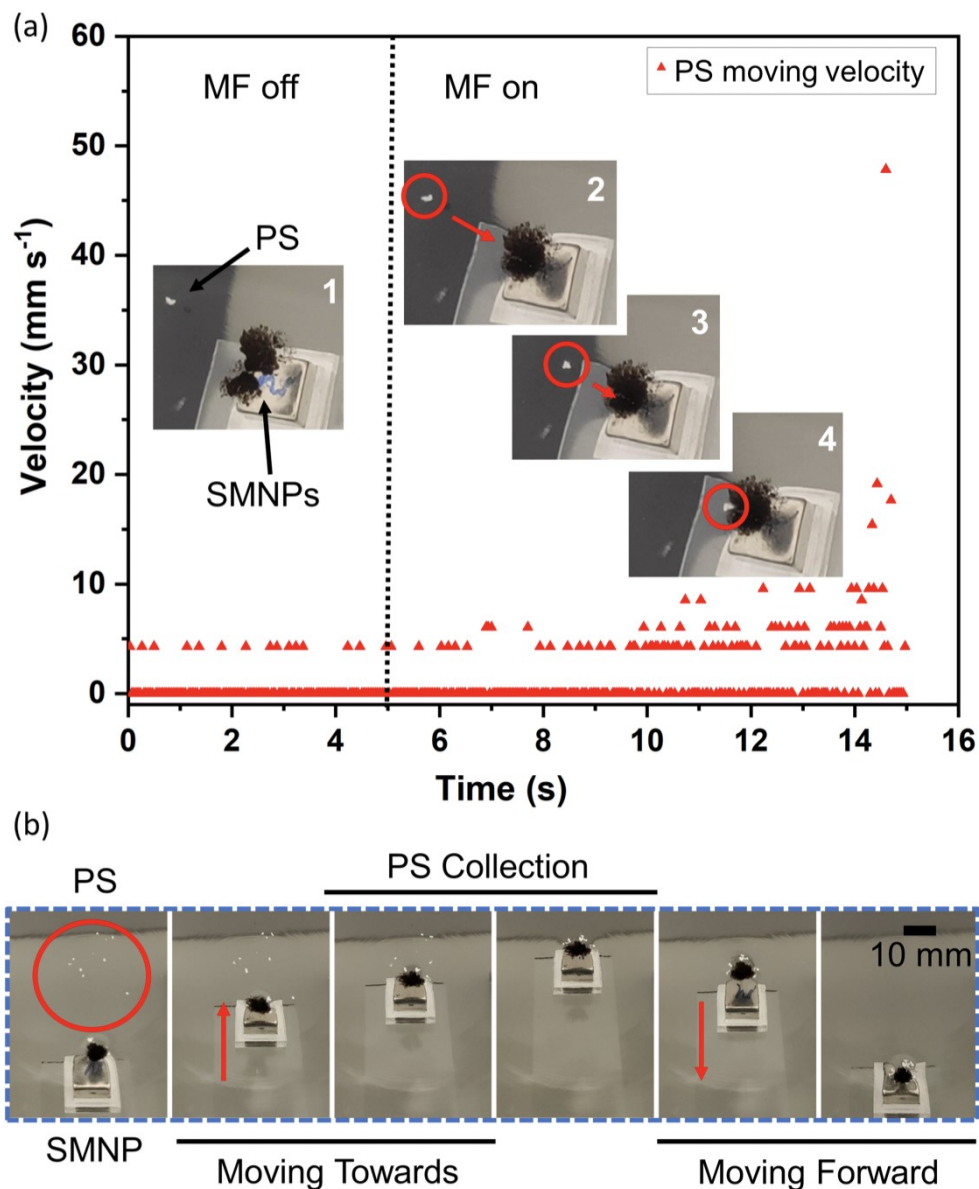 (a)
60
50
40
30
20
10
0
Velocity (mm s⁻¹)
MF off
MF on
PS moving velocity
PS
1
2
3
4
SMNPs
0 2 4 6 8 10 12 14 16
Time (s)
(b)
PS
PS Collection
10 mm
SMNP
Moving Towards
Moving Forward